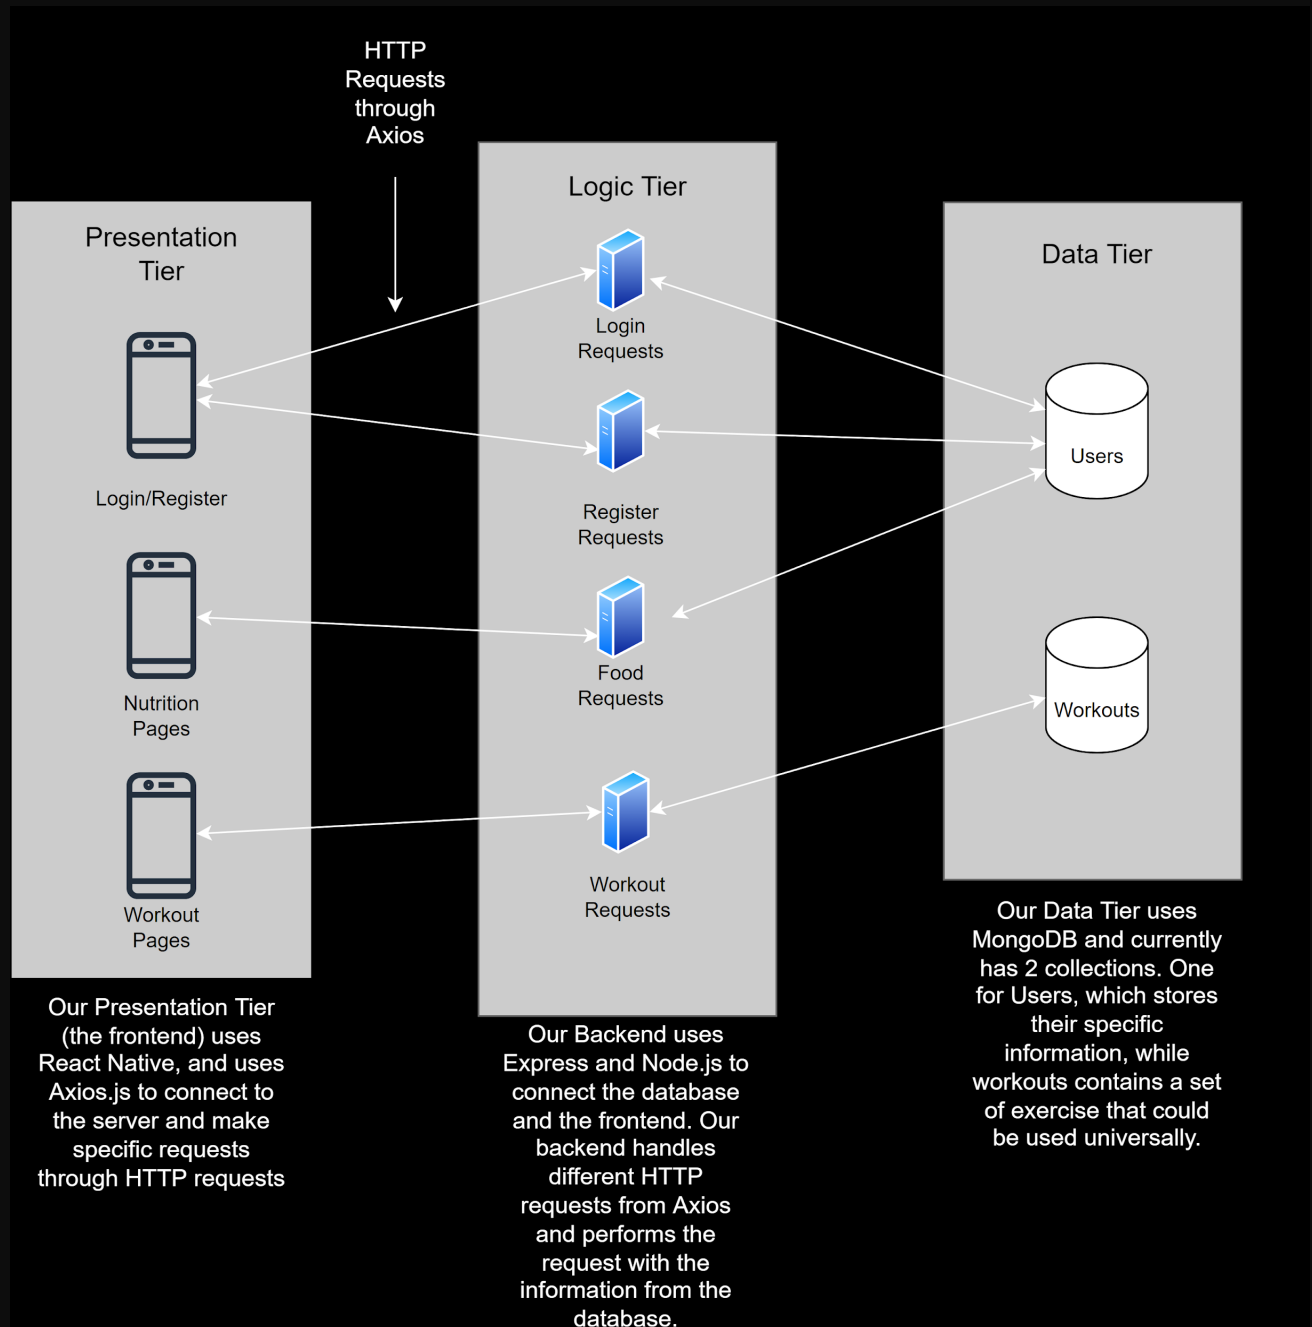 HTTP
Requests
through
Axios
Presentation
Tier
Login/Register
Nutrition
Pages
Workout
Pages
Our Presentation Tier
(the frontend) uses
React Native, and uses
Axios.js to connect to
the server and make
specific requests
through HTTP requests
Logic Tier
Login
Requests
Register
Requests
Food
Requests
Workout
Requests
Our Backend uses
Express and Node.js to
connect the database
and the frontend. Our
backend handles
different HTTP
requests from Axios
and performs the
request with the
information from the
database.
Data Tier
Users
Workouts
Our Data Tier uses
MongoDB and currently
has 2 collections. One
for Users, which stores
their specific
information, while
workouts contains a set
of exercise that could
be used universally.